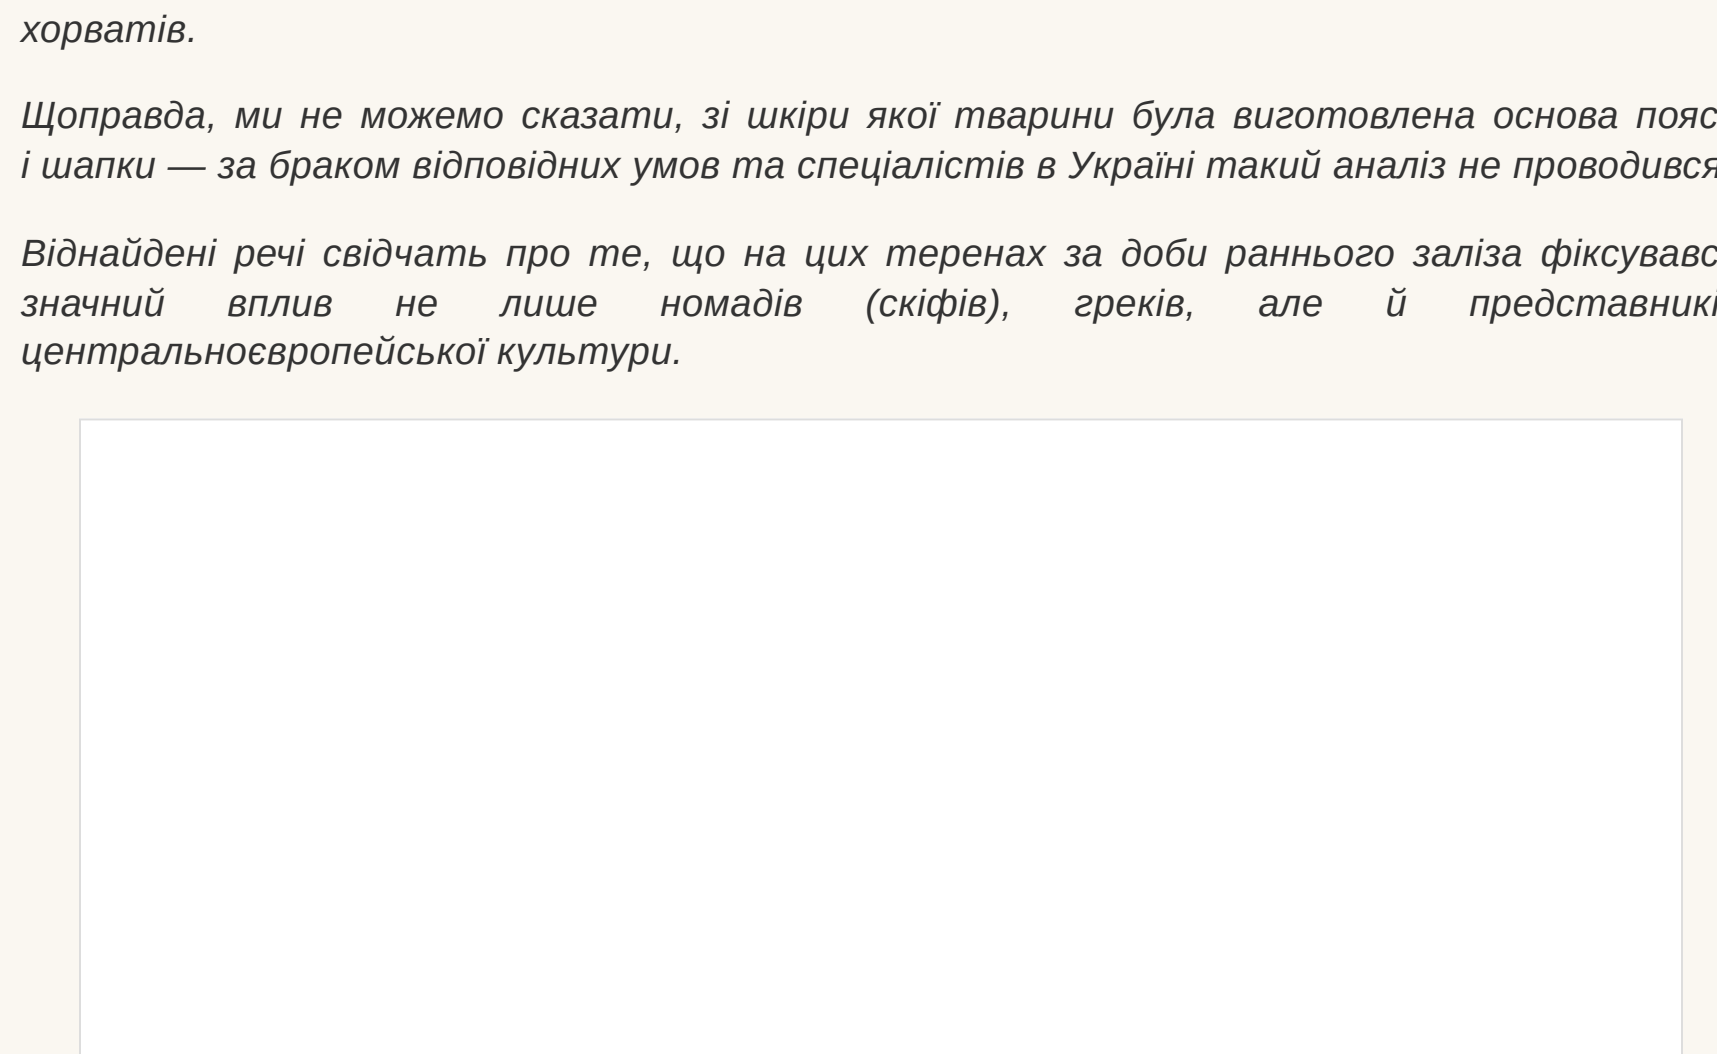 хорватів.
Щоправда, ми не можемо сказати, зі шкіри якої тварини була виготовлена основа пояс
і шапки — за браком відповідних умов та спеціалістів в Україні такий аналіз не проводився
Віднайдені речі свідчать про те, що на цих теренах за доби раннього заліза фіксувавс
значний вплив не лише номадів (скіфів), греків, але й представникі
центральноєвропейської культури.